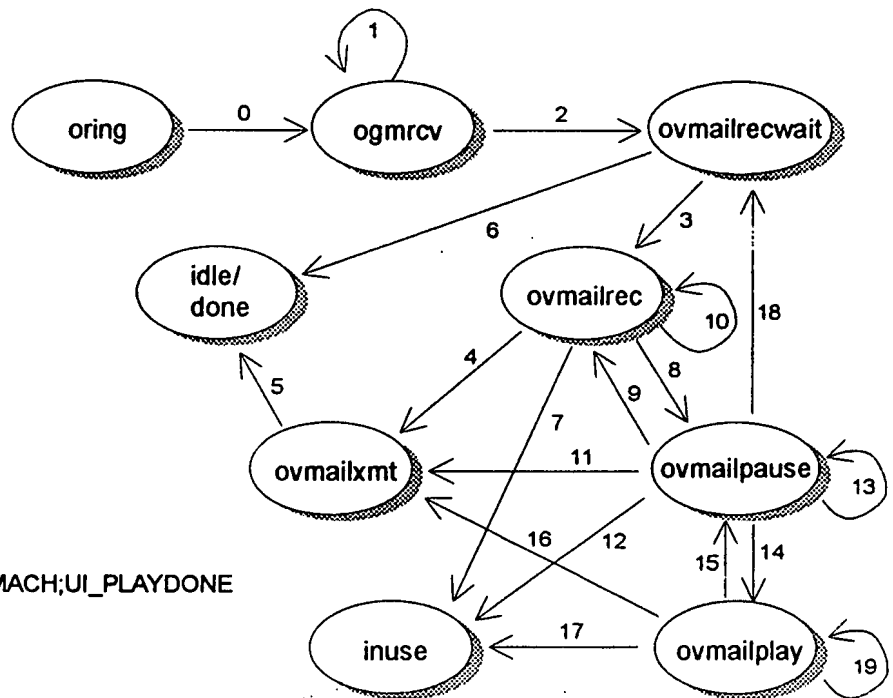 1
0
2
oring
ogmrcv
ovmailrecwait
6
3
idle/
done
ovmailrec
10
18
4
8
5
9
7
ovmailxmt
11
ovmailpause
13
16
12
15
14
MACH;UI_PLAYDONE
inuse
17
ovmailplay
19